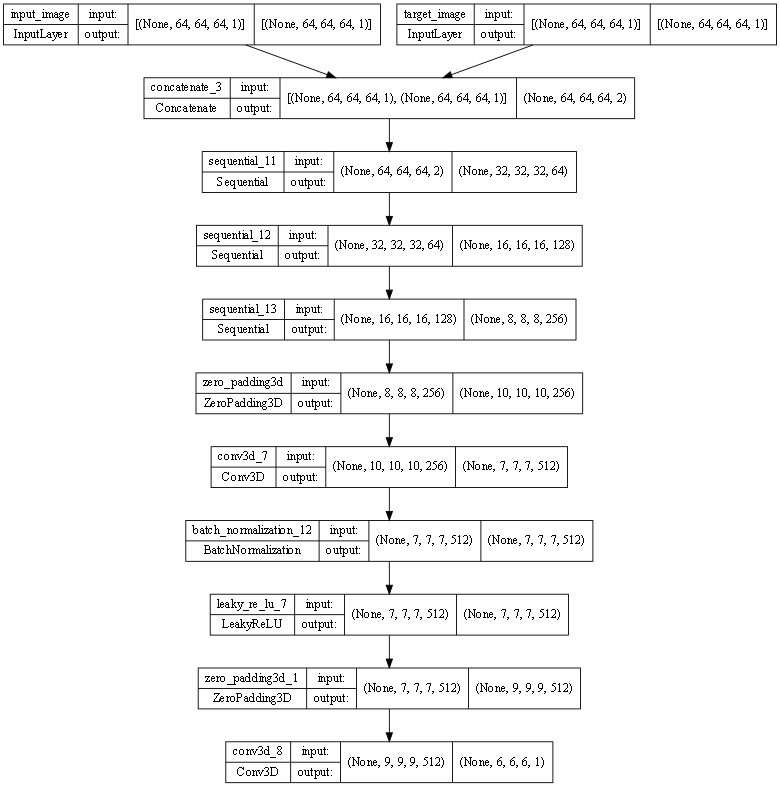 input_image input: [(None, 64, 64, 64, 1)] [(None, 64, 64, 64, 1)]
InputLayer output:
target_image input: [(None, 64, 64, 64, 1)] [(None, 64, 64, 64, 1)]
InputLayer output:
concatenate_3 input: [(None, 64, 64, 64, 1), (None, 64, 64, 64, 1)] (None, 64, 64, 64, 2)
Concatenate output:
sequential_11 input: (None, 64, 64, 64, 2) (None, 32, 32, 32, 64)
Sequential output:
sequential_12 input: (None, 32, 32, 32, 64) (None, 16, 16, 16, 128)
Sequential output:
sequential_13 input: (None, 16, 16, 16, 128) (None, 8, 8, 8, 256)
Sequential output:
zero_padding3d input: (None, 8, 8, 8, 256) (None, 10, 10, 10, 256)
ZeroPadding3D output:
conv3d_7 input: (None, 10, 10, 10, 256) (None, 7, 7, 7, 512)
Conv3D output:
batch_normalization_12 input: (None, 7, 7, 7, 512) (None, 7, 7, 7, 512)
BatchNormalization output:
leaky_re_lu_7 input: (None, 7, 7, 7, 512) (None, 7, 7, 7, 512)
LeakyReLU output:
zero_padding3d_1 input: (None, 7, 7, 7, 512) (None, 9, 9, 9, 512)
ZeroPadding3D output:
conv3d_8 input: (None, 9, 9, 9, 512) (None, 6, 6, 6, 1)
Conv3D output: